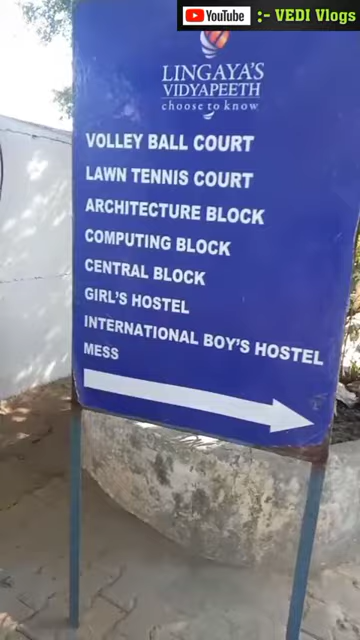 YouTube :- VEDI Vlogs
LINGAYA'S
VIDYAPEETH
choose to know
VOLLEY BALL COURT
LAWN TENNIS COURT
ARCHITECTURE BLOCK
COMPUTING BLOCK
CENTRAL BLOCK
GIRL'S HOSTEL
INTERNATIONAL BOY'S HOSTEL
MESS